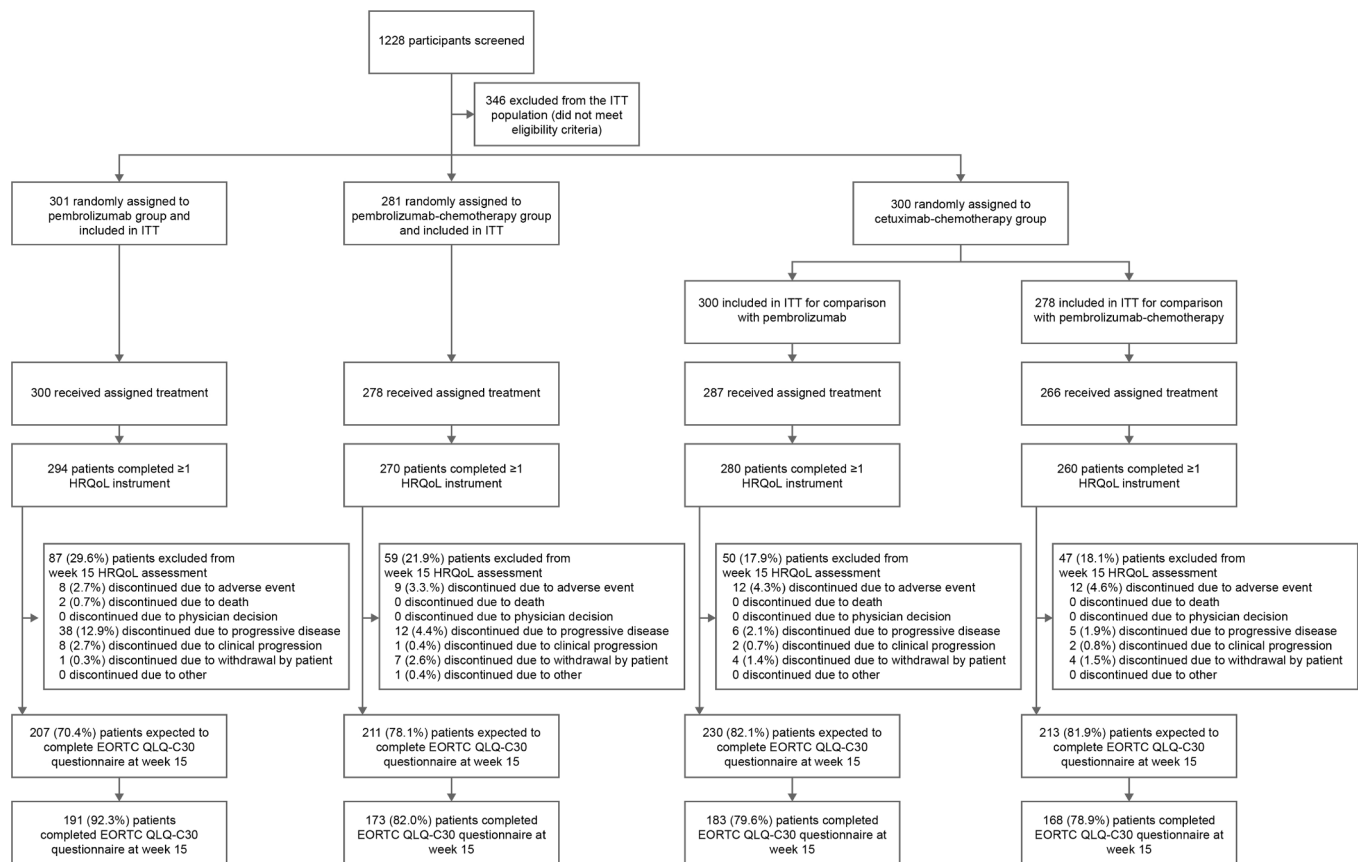 1228 participants screened
346 excluded from the ITT
population (did not meet
eligibility criteria)
301 randomly assigned to
pembrolizumab group and
included in ITT
281 randomly assigned to
pembrolizumab-chemotherapy group
and included in ITT
300 randomly assigned to
cetuximab-chemotherapy group
300 included in ITT for comparison
with pembrolizumab
278 included in ITT for comparison
with pembrolizumab-chemotherapy
300 received assigned treatment
278 received assigned treatment
287 received assigned treatment
266 received assigned treatment
294 patients completed ≥1
HRQoL instrument
270 patients completed ≥1
HRQoL instrument
280 patients completed ≥1
HRQoL instrument
260 patients completed ≥1
HRQoL instrument
87 (29.6%) patients excluded from
week 15 HRQoL assessment
8 (2.7%) discontinued due to adverse event
2 (0.7%) discontinued due to death
0 discontinued due to physician decision
38 (12.9%) discontinued due to progressive disease
8 (2.7%) discontinued due to clinical progression
1 (0.3%) discontinued due to withdrawal by patient
0 discontinued due to other
59 (21.9%) patients excluded from
week 15 HRQoL assessment
9 (3.3.%) discontinued due to adverse event
0 discontinued due to death
0 discontinued due to physician decision
12 (4.4%) discontinued due to progressive disease
1 (0.4%) discontinued due to clinical progression
7 (2.6%) discontinued due to withdrawal by patient
1 (0.4%) discontinued due to other
50 (17.9%) patients excluded from
week 15 HRQoL assessment
12 (4.3%) discontinued due to adverse event
0 discontinued due to death
0 discontinued due to physician decision
6 (2.1%) discontinued due to progressive disease
2 (0.7%) discontinued due to clinical progression
4 (1.4%) discontinued due to withdrawal by patient
0 discontinued due to other
47 (18.1%) patients excluded from
week 15 HRQoL assessment
12 (4.6%) discontinued due to adverse event
0 discontinued due to death
0 discontinued due to physician decision
5 (1.9%) discontinued due to progressive disease
2 (0.8%) discontinued due to clinical progression
4 (1.5%) discontinued due to withdrawal by patient
0 discontinued due to other
207 (70.4%) patients expected to
complete EORTC QLQ-C30
questionnaire at week 15
211 (78.1%) patients expected to
complete EORTC QLQ-C30
questionnaire at week 15
230 (82.1%) patients expected to
complete EORTC QLQ-C30
questionnaire at week 15
213 (81.9%) patients expected to
complete EORTC QLQ-C30
questionnaire at week 15
191 (92.3%) patients
completed EORTC QLQ-C30
questionnaire at week 15
173 (82.0%) patients completed
EORTC QLQ-C30 questionnaire at
week 15
183 (79.6%) patients completed
EORTC QLQ-C30 questionnaire at
week 15
168 (78.9%) patients completed
EORTC QLQ-C30 questionnaire at
week 15